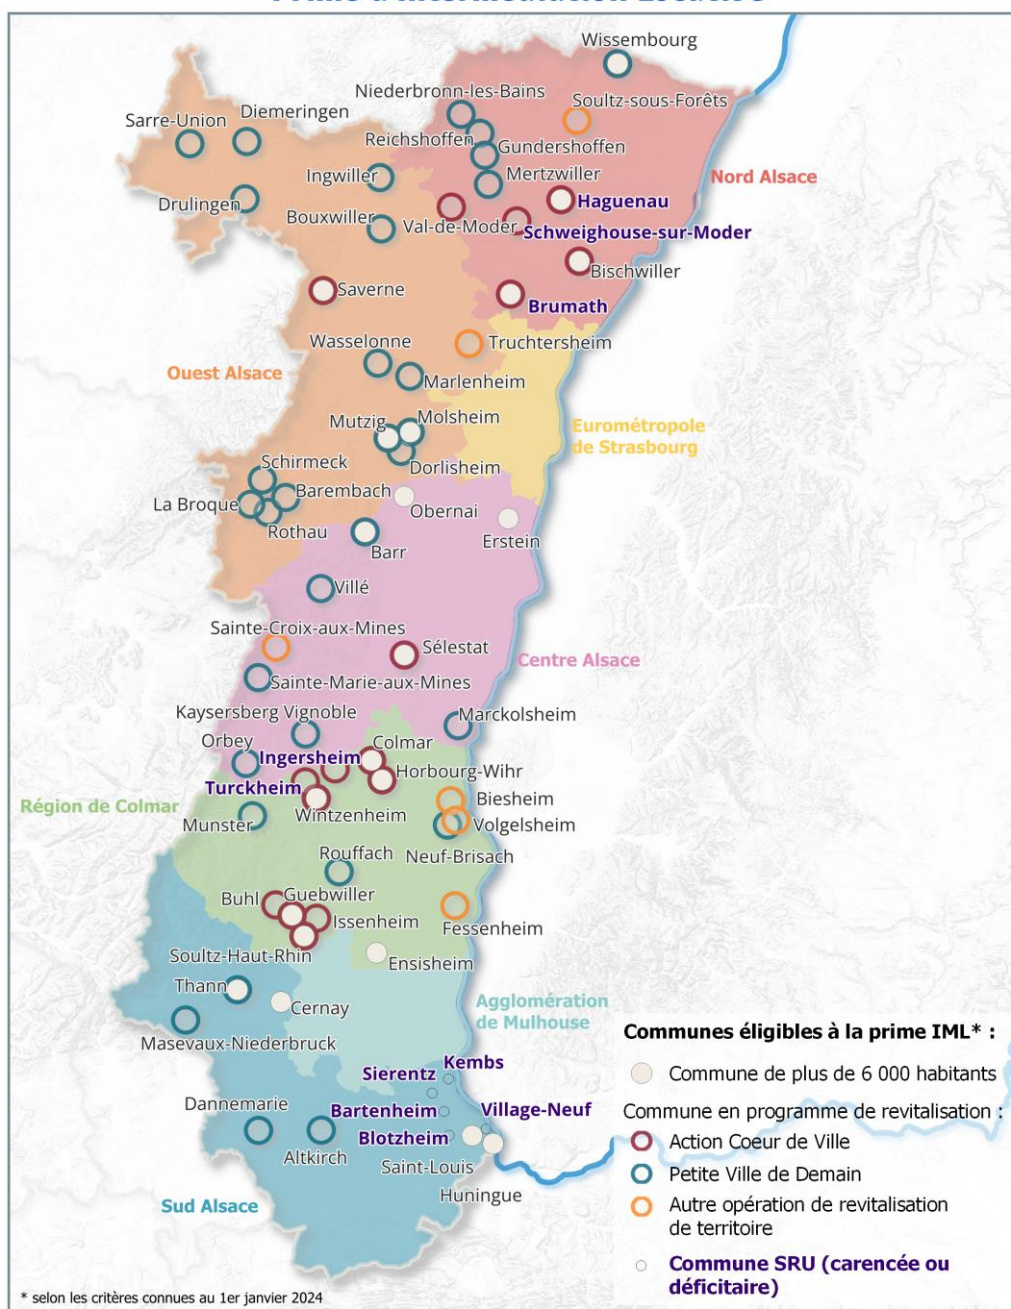 Wissembourg
Niederbronn-les-Bains
Soultz-sous-Forêts
Diemeringen
Sarre-Union
Reichshoffen
Gundershoffen
Ingwiller
Mertzwiller
Nord Alsace
Drulingen
Haguenau
Bouxwiller
Val-de-Moder
Schweighouse-sur-Moder
Bischwiller
Saverne
Brumath
Wasselonne
Truchtersheim
Ouest Alsace
Marlenheim
Mutzig
Molsheim
Eurométropole
de Strasbourg
Schirmeck
Dorlisheim
Barembach
La Broque
Obernai
Rothau
Erstein
Barr
Villé
Sainte-Croix-aux-Mines
Sélestat
Centre Alsace
Sainte-Marie-aux-Mines
Kaysersberg Vignoble
Marckolsheim
Orbey
Colmar
Ingersheim
Horbourg-Wihr
Turckheim
Région de Colmar
Biesheim
Wintzenheim
Munster
Volgelsheim
Rouffach
Neuf-Brisach
Buhl
Guebwiller
Issenheim
Fessenheim
Soultz-Haut-Rhin
Ensisheim
Thann
Cernay
Agglomération
de Mulhouse
Masevaux-Niederbruck
Kembs
Sierentz
Dannemarie
Bartenheim
Village-Neuf
Blotzheim
Altkirch
Saint-Louis
Huningue
Sud Alsace
Communes éligibles à la prime IML* :
Commune de plus de 6 000 habitants
Commune en programme de revitalisation :
Action Coeur de Ville
Petite Ville de Demain
Autre opération de revitalisation
de territoire
Commune SRU (carencée ou
déficitaire)
* selon les critères connues au 1er janvier 2024